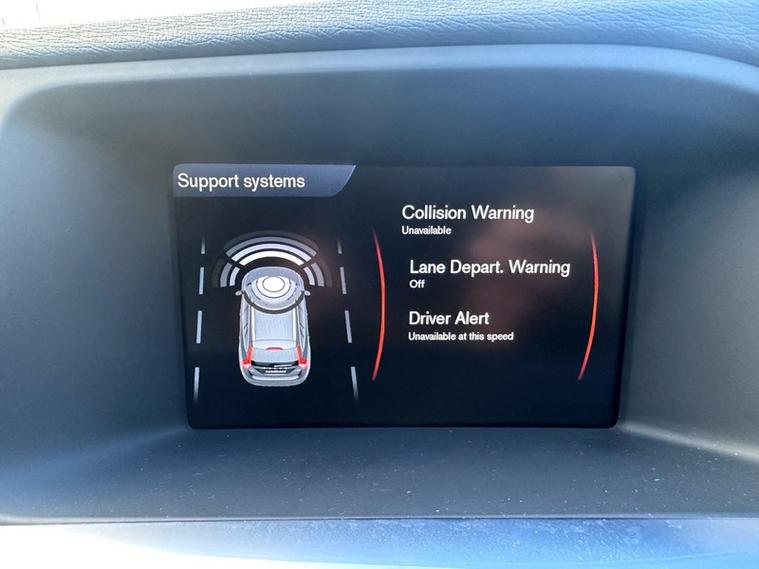 Support systems
Collision Warning
Unavailable
Lane Depart. Warning
Off
Driver Alert
Unavailable at this speed